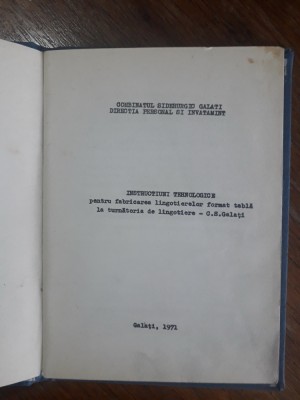 COMBINATUL SIDERURGIC GALATI
DIRECTIA PERSONAL SI INVATAMINT
INSTRUCTIUNI TEHNOLOGICE
pentru fabricarea lingotierelor format tablă
la turnătoria de lingotiere - C.S.Galaţi
Galaţi, 1971